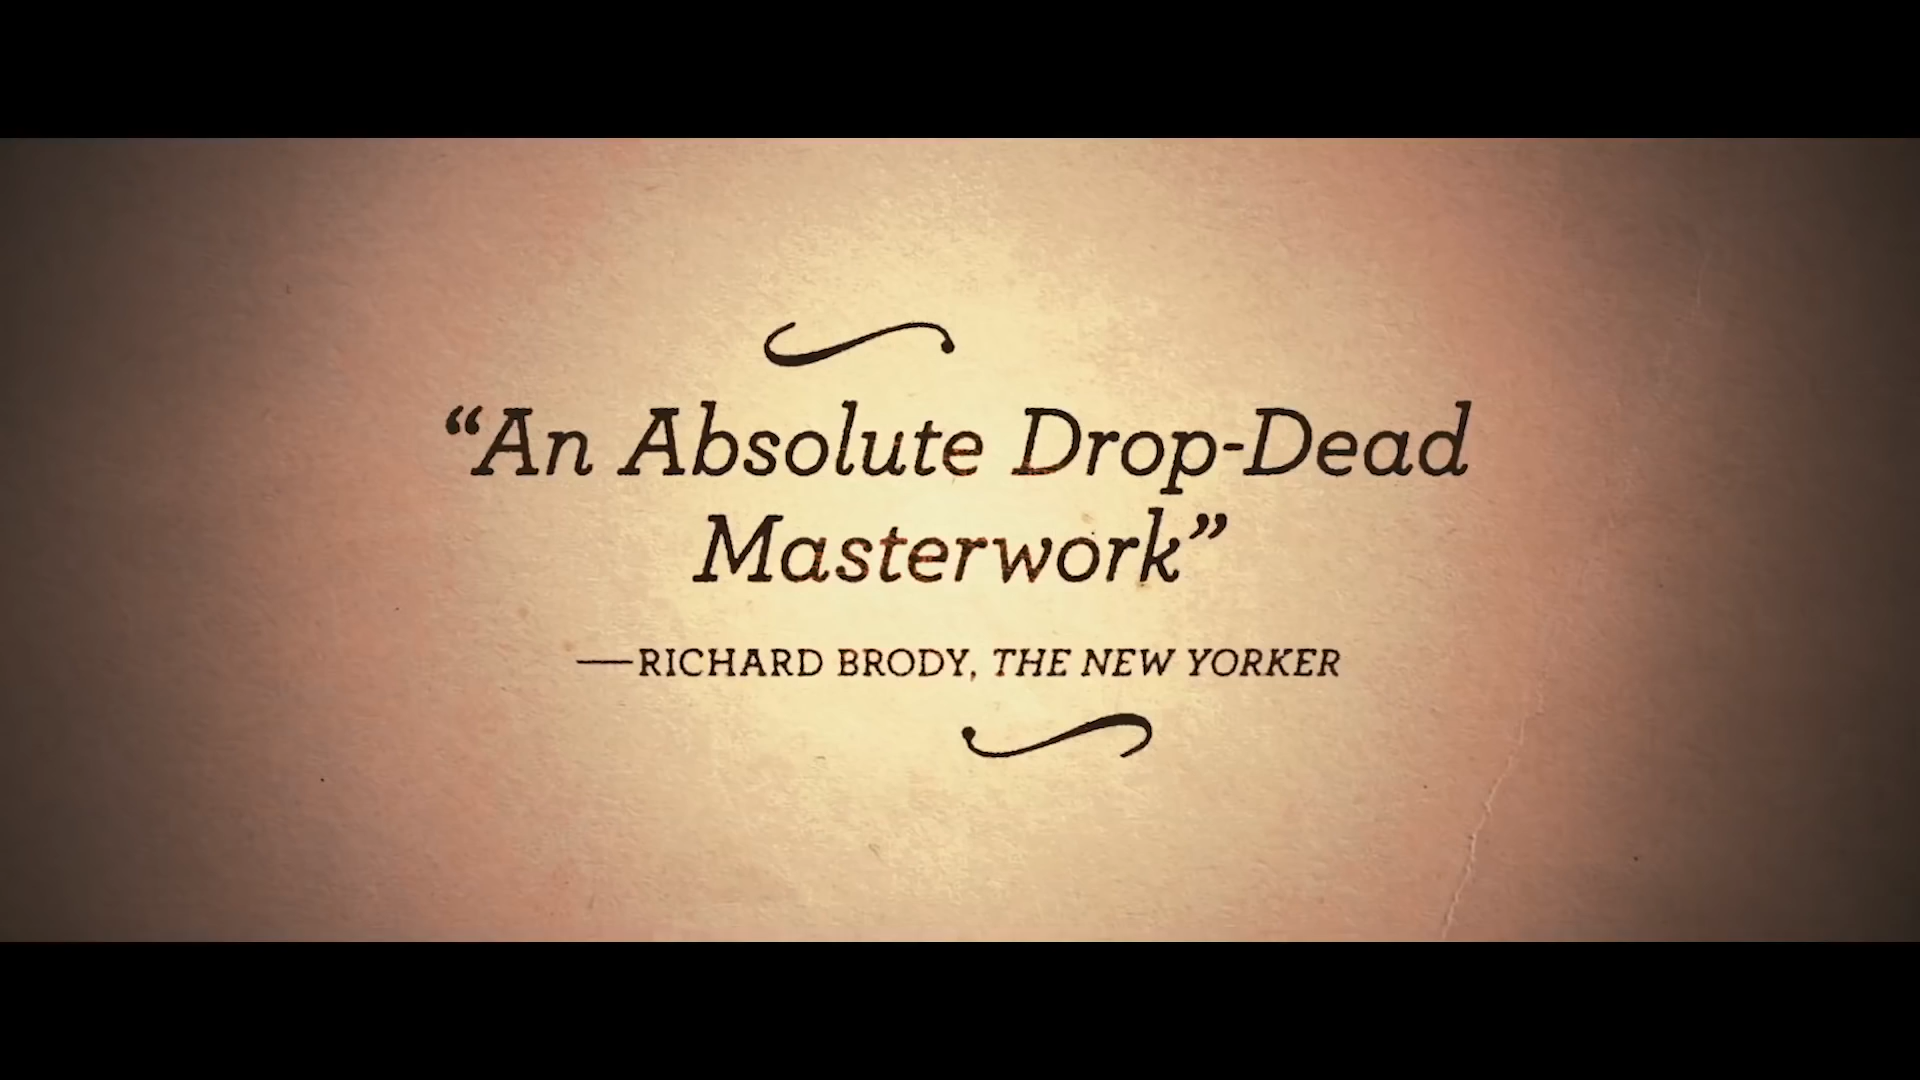 “An Absolute Drop-Dead
Masterwork”
—RICHARD BRODY, THE NEW YORKER